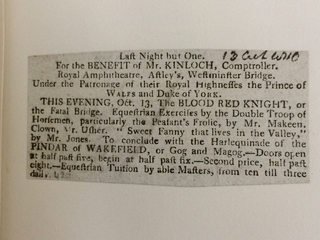 Last Night but One.
For the BENEFIT of Mr. KINLOCH, Comptroller.
Royal Amphitheatre, Astley's, Westminster Bridge.
Under the Patronage of their Royal Highnesses the Prince of
WALES and DUKE of YORK.
THIS EVENING, Oct. 13, The BLOOD RED KNIGHT, or
the Fatal Bridge. Equestrian Exercises by the Double Troop of
Horsemen, particularly the Peasant's Frolic, by Mr. Makeen.
Clown, Mr. Usher. "Sweet Fanny that lives in the Valley,"
by Mr. Jones. To conclude with the Harlequinade of the
PINDAR of WAKEFIELD, or Gog and Magog.—Doors open
at half past five, begin at half past six.—Second price, half past
eight.—Equestrian Tuition by able Masters, from ten till three
daily.